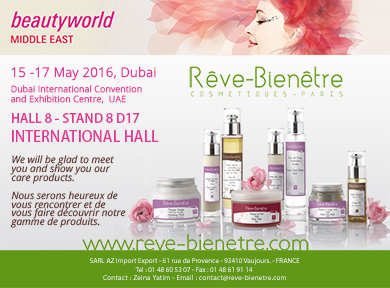 beautyworld
MIDDLE EAST
15 -17 May 2016, Dubai
Dubai International Convention
and Exhibition Centre, UAE
HALL 8 - STAND 8 D17
INTERNATIONAL HALL
We will be glad to meet
you and show you our
care products.
Nous serons heureux de
vous rencontrer et de
vous faire découvrir notre
gamme de produits.
Rêve-Bienêtre
COSMETIQUES-PARIS
Rêve-Bienêtre
Rêve-Bienêtre
www.reve-bienetre.com
SARL AZ Import Export - 61 rue de Provence - 93410 Vaujours. - FRANCE
Tel : 01 48 60 53 07 - Fax : 01 48 61 91 14
Contact : Zeina Yatim - Email : contact@reve-bienetre.com